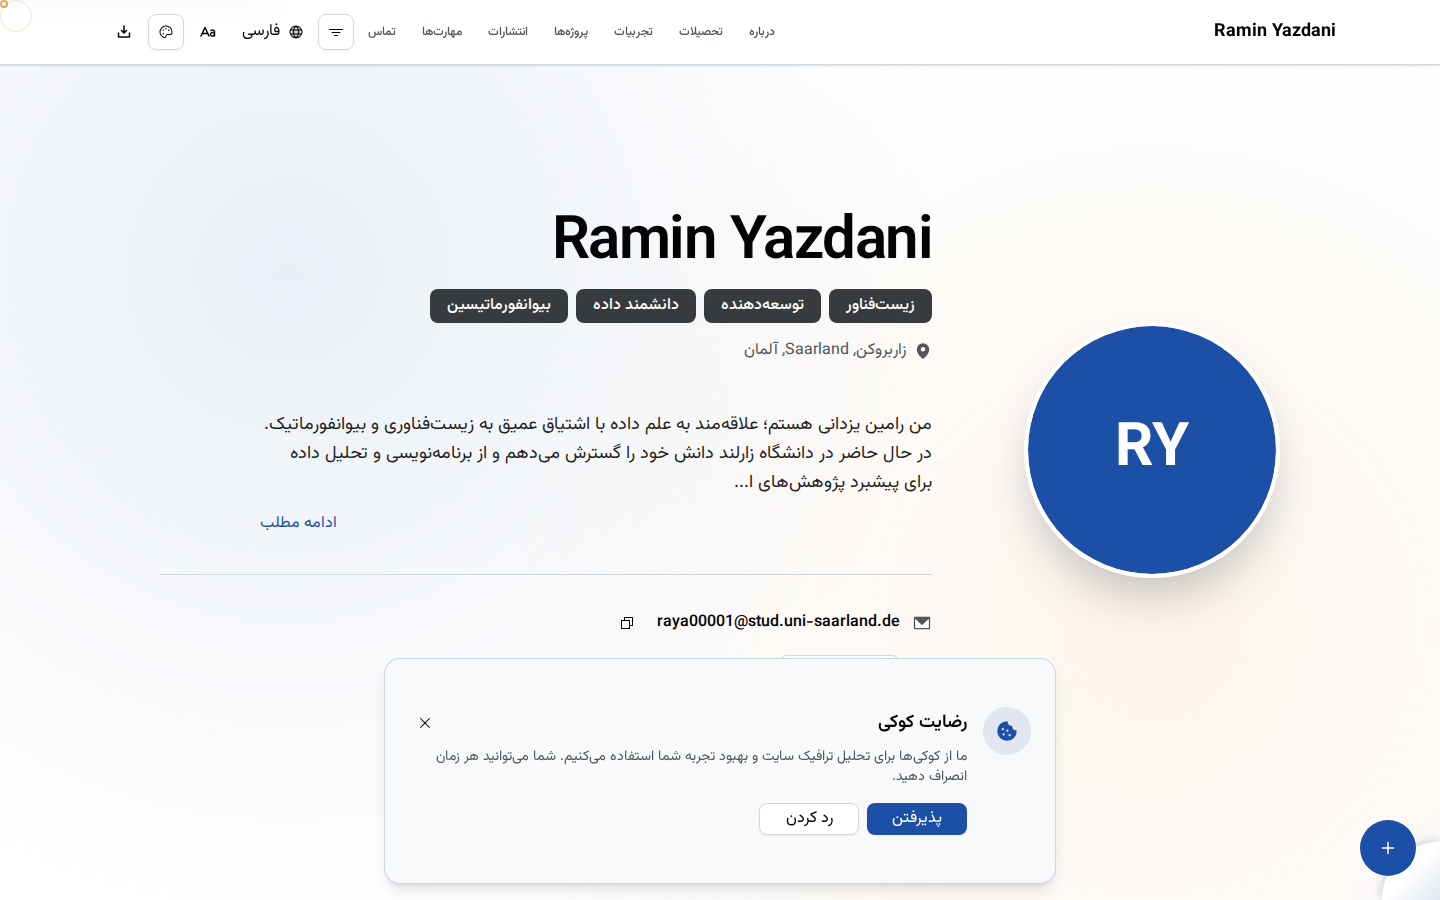 Ramin Yazdani
درباره
تحصیلات
تجربیات
پروژه‌ها
انتشارات
مهارت‌ها
تماس
فارسی
Aa
Ramin Yazdani
زیست‌فناور
توسعه‌دهنده
دانشمند داده
بیوانفورماتیسین
زاربروکن, Saarland, آلمان
من رامین یزدانی هستم؛ علاقه‌مند به علم داده با اشتیاق عمیق به زیست‌فناوری و بیوانفورماتیک.
در حال حاضر در دانشگاه زارلند دانش خود را گسترش می‌دهم و از برنامه‌نویسی و تحلیل داده
برای پیشبرد پژوهش‌های ا...
ادامه مطلب
RY
raya00001@stud.uni-saarland.de
رضایت کوکی
ما از کوکی‌ها برای تحلیل ترافیک سایت و بهبود تجربه شما استفاده می‌کنیم. شما می‌توانید هر زمان
انصراف دهید.
پذیرفتن
رد کردن